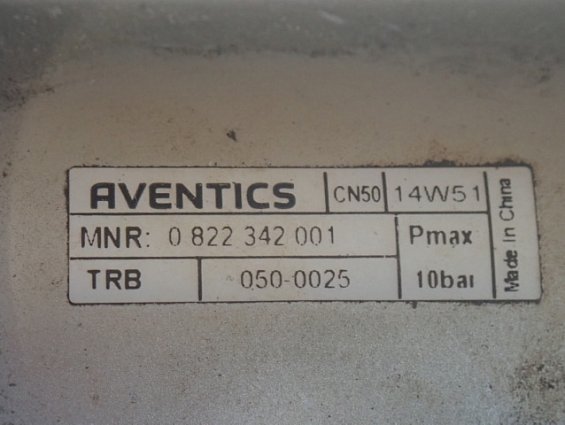 AVENTICS CN50 14W51
MNR: 0 822 342 001 Pmax
TRB 050-0025 10bar
Made In China